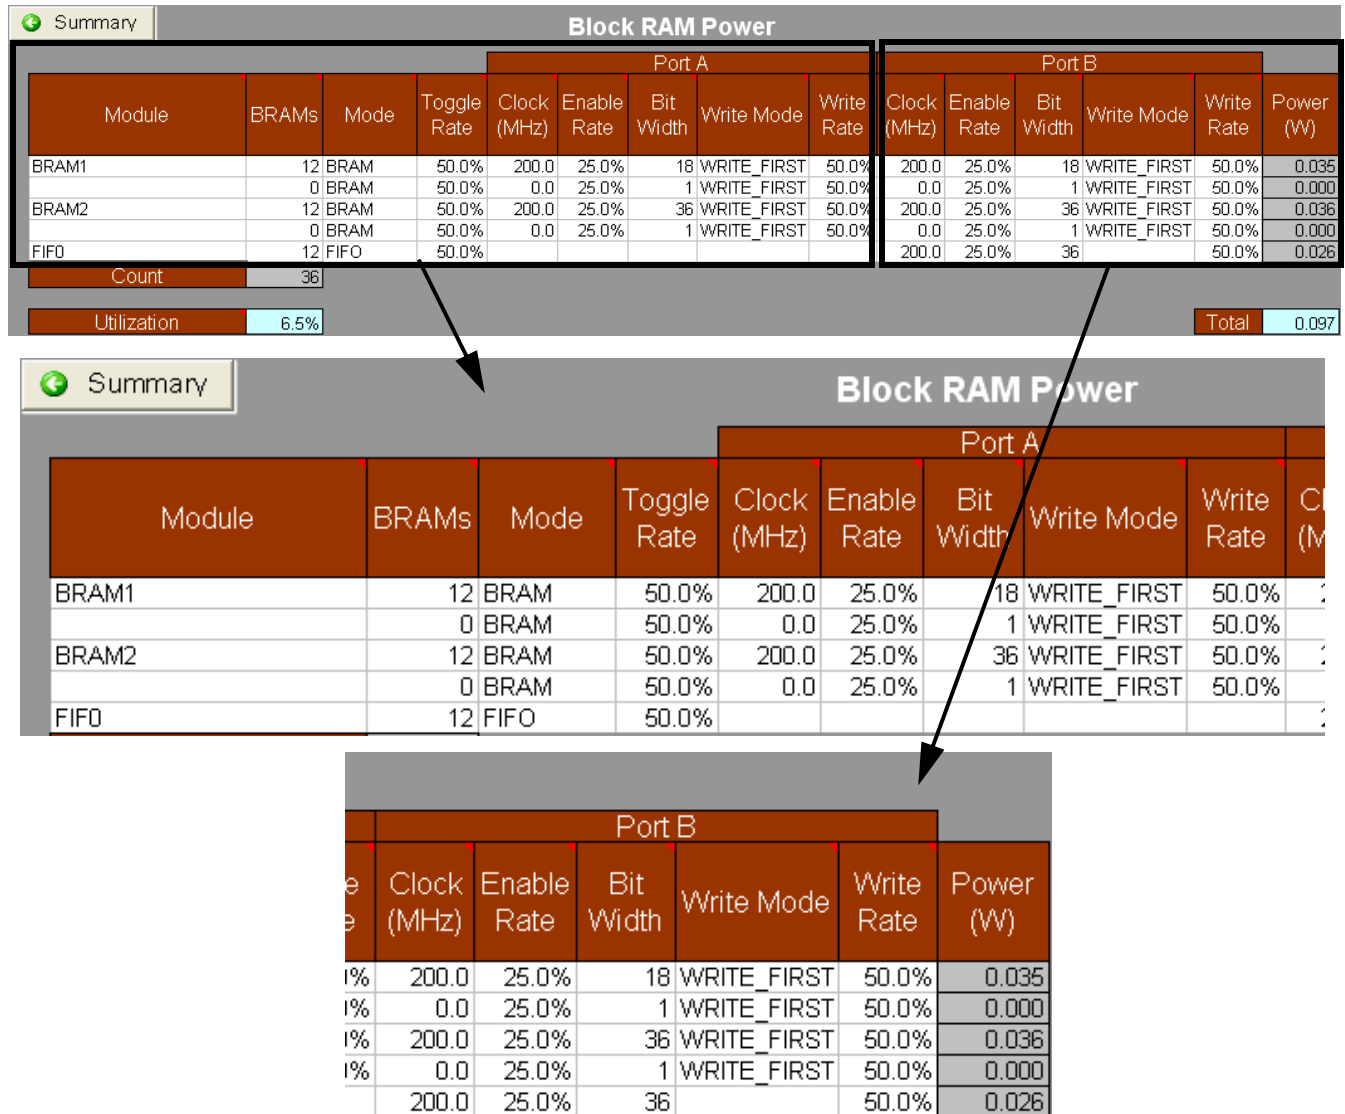 Summary
Block RAM Power
Port A Port B
Module BRAMs Mode Toggle Rate Clock (MHz) Enable Rate Bit Width Write Mode Write Rate Clock (MHz) Enable Rate Bit Width Write Mode Write Rate Power (W)
BRAM1 12 BRAM 50.0% 200.0 25.0% 18 WRITE_FIRST 50.0% 200.0 25.0% 18 WRITE_FIRST 50.0% 0.035
0 BRAM 50.0% 0.0 25.0% 1 WRITE_FIRST 50.0% 0.0 25.0% 1 WRITE_FIRST 50.0% 0.000
BRAM2 12 BRAM 50.0% 200.0 25.0% 36 WRITE_FIRST 50.0% 200.0 25.0% 36 WRITE_FIRST 50.0% 0.036
0 BRAM 50.0% 0.0 25.0% 1 WRITE_FIRST 50.0% 0.0 25.0% 1 WRITE_FIRST 50.0% 0.000
FIF0 12 FIFO 50.0% 200.0 25.0% 36 50.0% 0.026
Count 36
Utilization 6.5% Total 0.097
Summary
Block RAM Power
Port A
Module BRAMs Mode Toggle Rate Clock (MHz) Enable Rate Bit Width Write Mode Write Rate
BRAM1 12 BRAM 50.0% 200.0 25.0% 18 WRITE_FIRST 50.0%
0 BRAM 50.0% 0.0 25.0% 1 WRITE_FIRST 50.0%
BRAM2 12 BRAM 50.0% 200.0 25.0% 36 WRITE_FIRST 50.0%
0 BRAM 50.0% 0.0 25.0% 1 WRITE_FIRST 50.0%
FIF0 12 FIFO 50.0%
Port B
Clock (MHz) Enable Rate Bit Width Write Mode Write Rate Power (W)
200.0 25.0% 18 WRITE_FIRST 50.0% 0.035
0.0 25.0% 1 WRITE_FIRST 50.0% 0.000
200.0 25.0% 36 WRITE_FIRST 50.0% 0.036
0.0 25.0% 1 WRITE_FIRST 50.0% 0.000
200.0 25.0% 36 50.0% 0.026